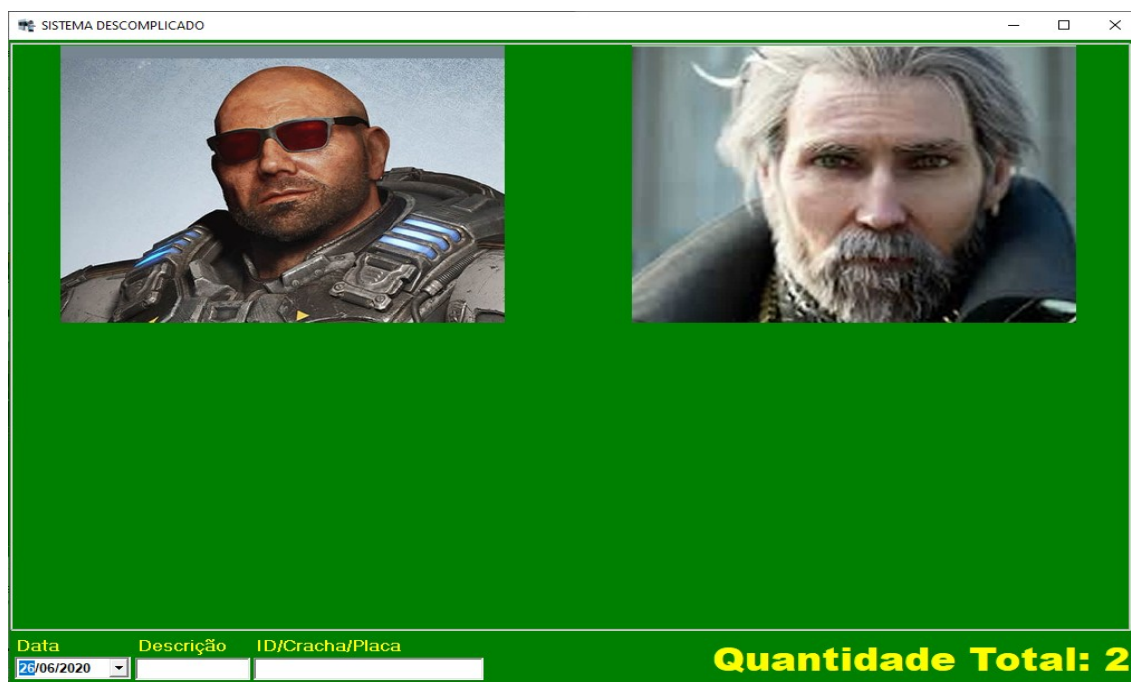 SISTEMA DESCOMPLICADO
Data
Descrição
ID/Cracha/Placa
26/06/2020
Quantidade Total: 2